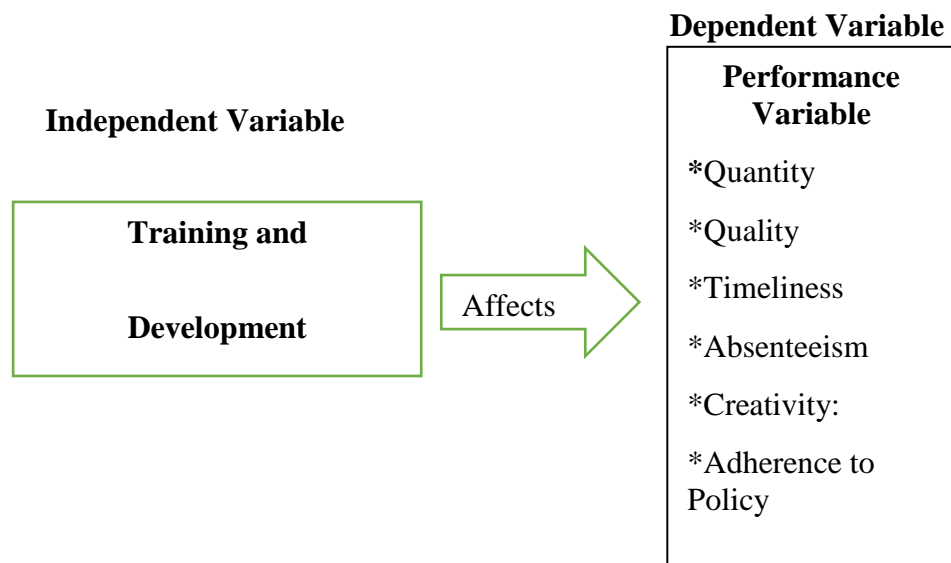 Independent Variable
Training and
Development
Affects
Dependent Variable
Performance
Variable
*Quantity
*Quality
*Timeliness
*Absenteeism
*Creativity:
*Adherence to
Policy